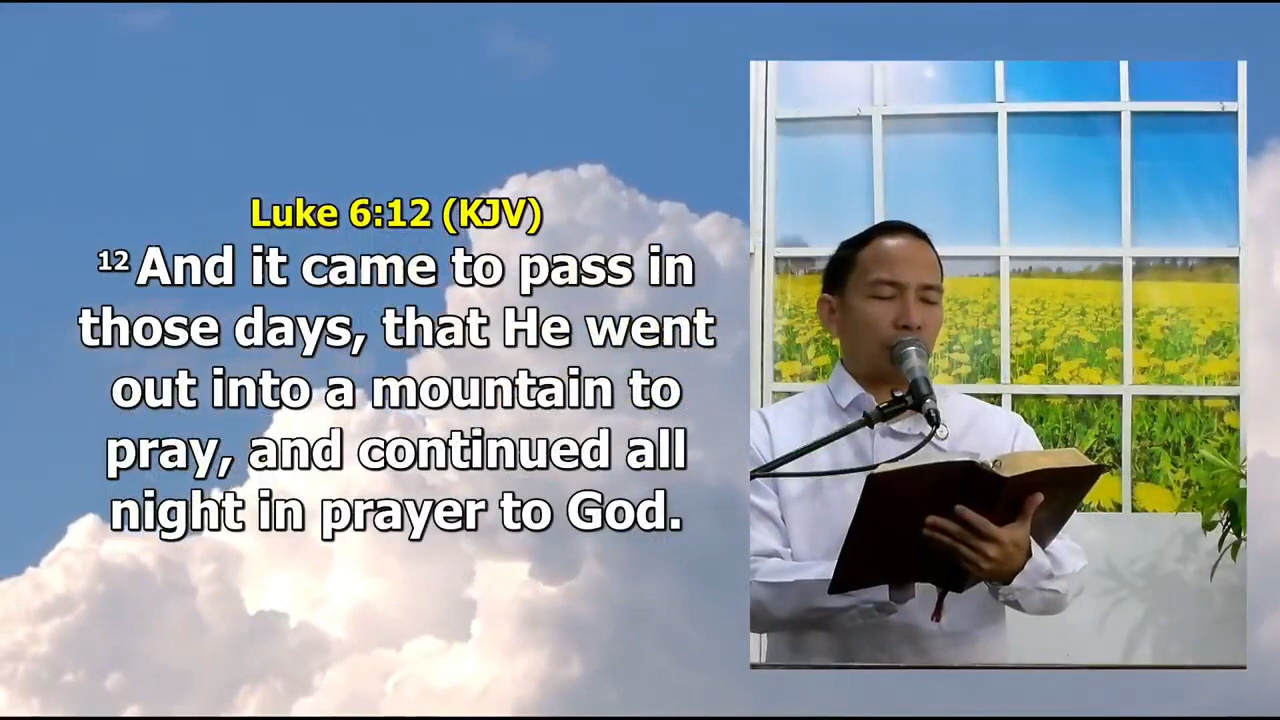 Luke 6:12 (KJV)
12 And it came to pass in
those days, that He went
out into a mountain to
pray, and continued all
night in prayer to God.